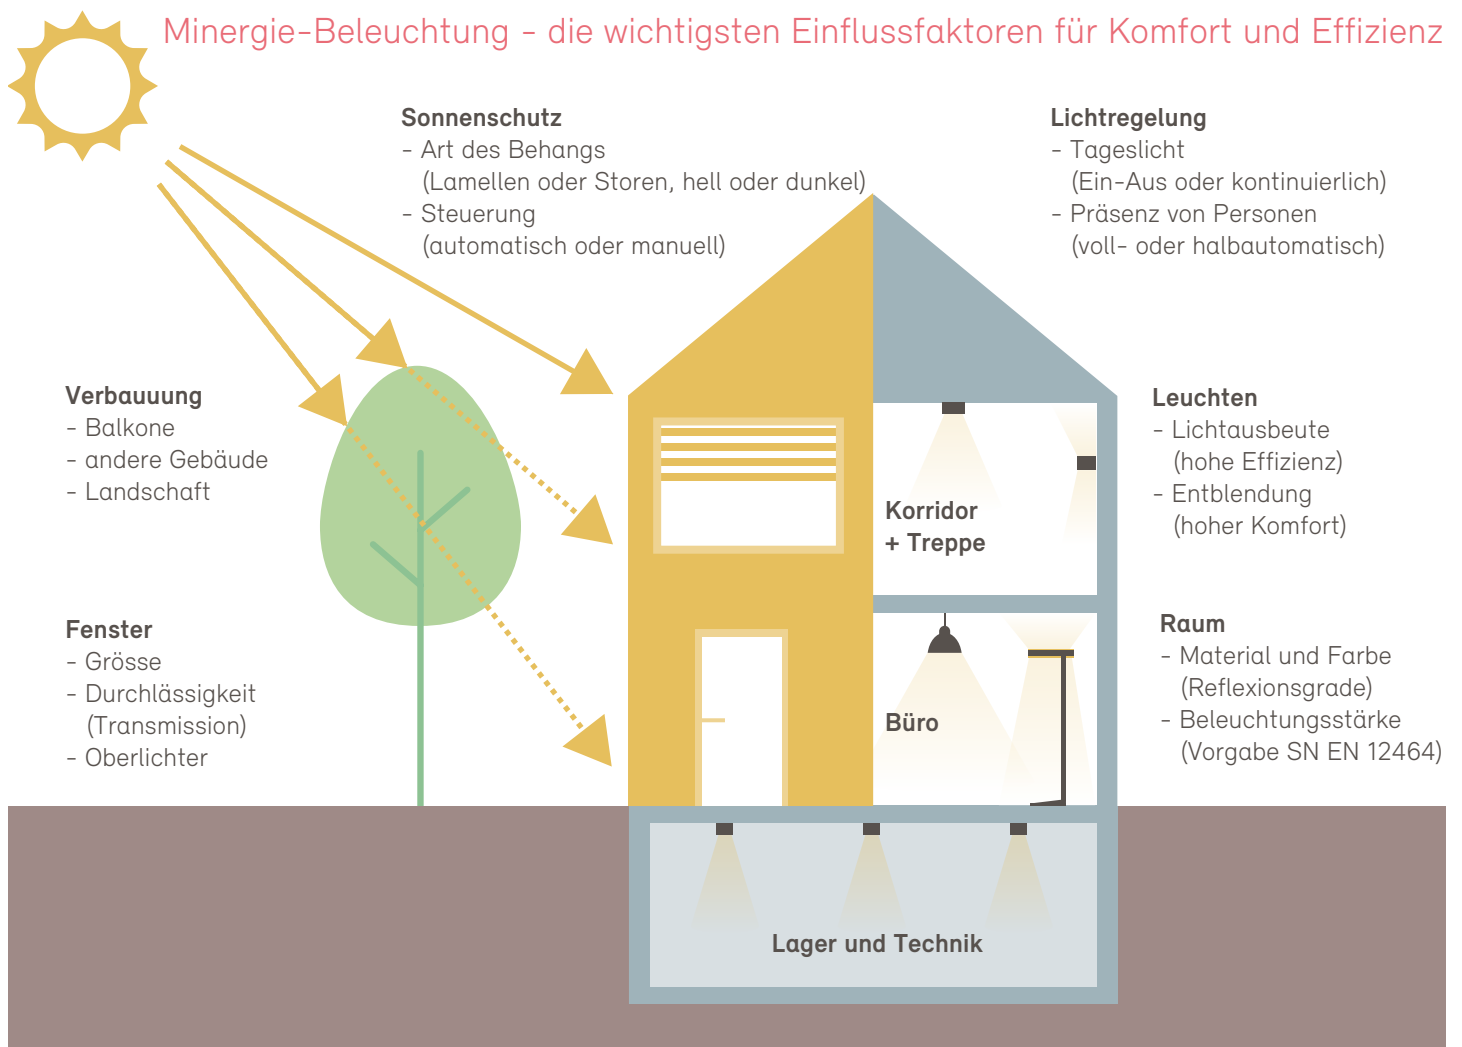 Minergie-Beleuchtung - die wichtigsten Einflussfaktoren für Komfort und Effizienz
Sonnenschutz
- Art des Behangs
(Lamellen oder Storen, hell oder dunkel)
- Steuerung
(automatisch oder manuell)
Lichtregelung
- Tageslicht
(Ein-Aus oder kontinuierlich)
- Präsenz von Personen
(voll- oder halbautomatisch)
Verbauuung
- Balkone
- andere Gebäude
- Landschaft
Leuchten
- Lichtausbeute
(hohe Effizienz)
- Entblendung
(hoher Komfort)
Korridor
+ Treppe
Fenster
- Grösse
- Durchlässigkeit
(Transmission)
- Oberlichter
Raum
- Material und Farbe
(Reflexionsgrade)
- Beleuchtungsstärke
(Vorgabe SN EN 12464)
Büro
Lager und Technik